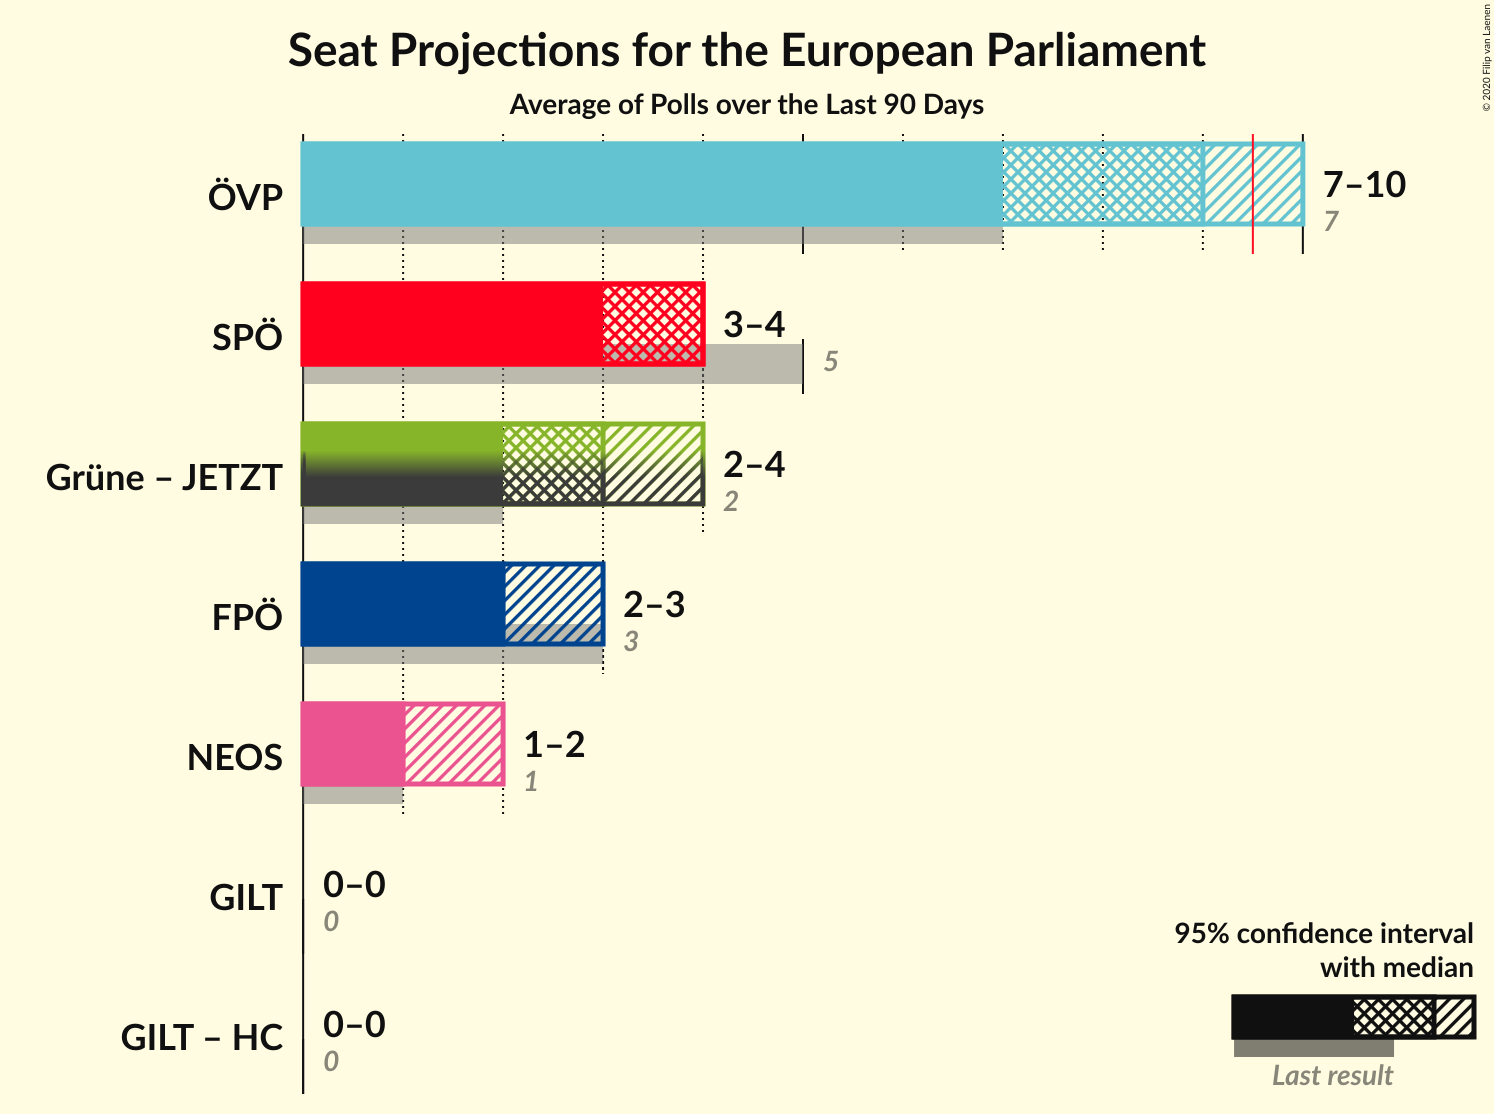 Seat Projections for the European Parliament
Average of Polls over the Last 90 Days
© 2020 Filip van Laenen
ÖVP
7–10
7
SPÖ
3–4
5
Grüne – JETZT
2–4
2
FPÖ
2–3
3
NEOS
1–2
1
GILT
0–0
0
GILT – HC
0–0
0
95% confidence interval
with median
Last result